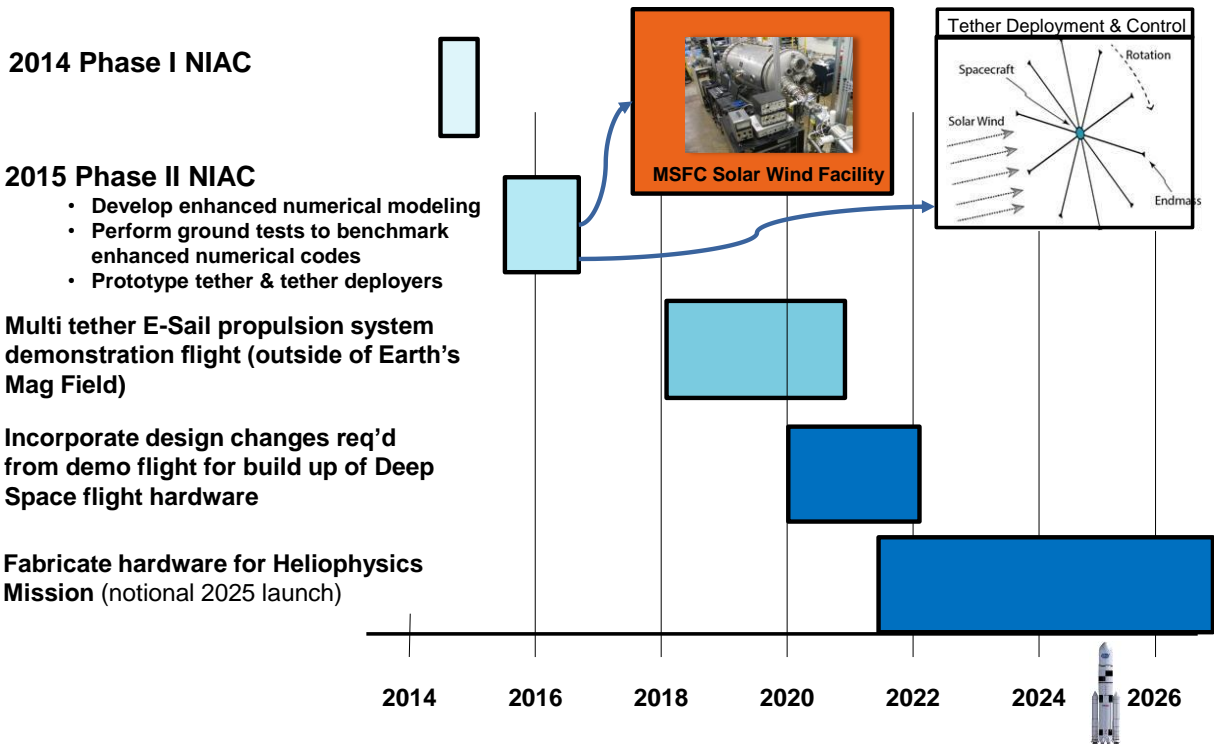 2014 Phase I NIAC
2015 Phase II NIAC
• Develop enhanced numerical modeling
• Perform ground tests to benchmark
enhanced numerical codes
• Prototype tether & tether deployers
MSFC Solar Wind Facility
Tether Deployment & Control
Rotation
Spacecraft
Solar Wind
Endmass
Multi tether E-Sail propulsion system
demonstration flight (outside of Earth’s
Mag Field)
Incorporate design changes req’d
from demo flight for build up of Deep
Space flight hardware
Fabricate hardware for Heliophysics
Mission (notional 2025 launch)
2014 2016 2018 2020 2022 2024 2026